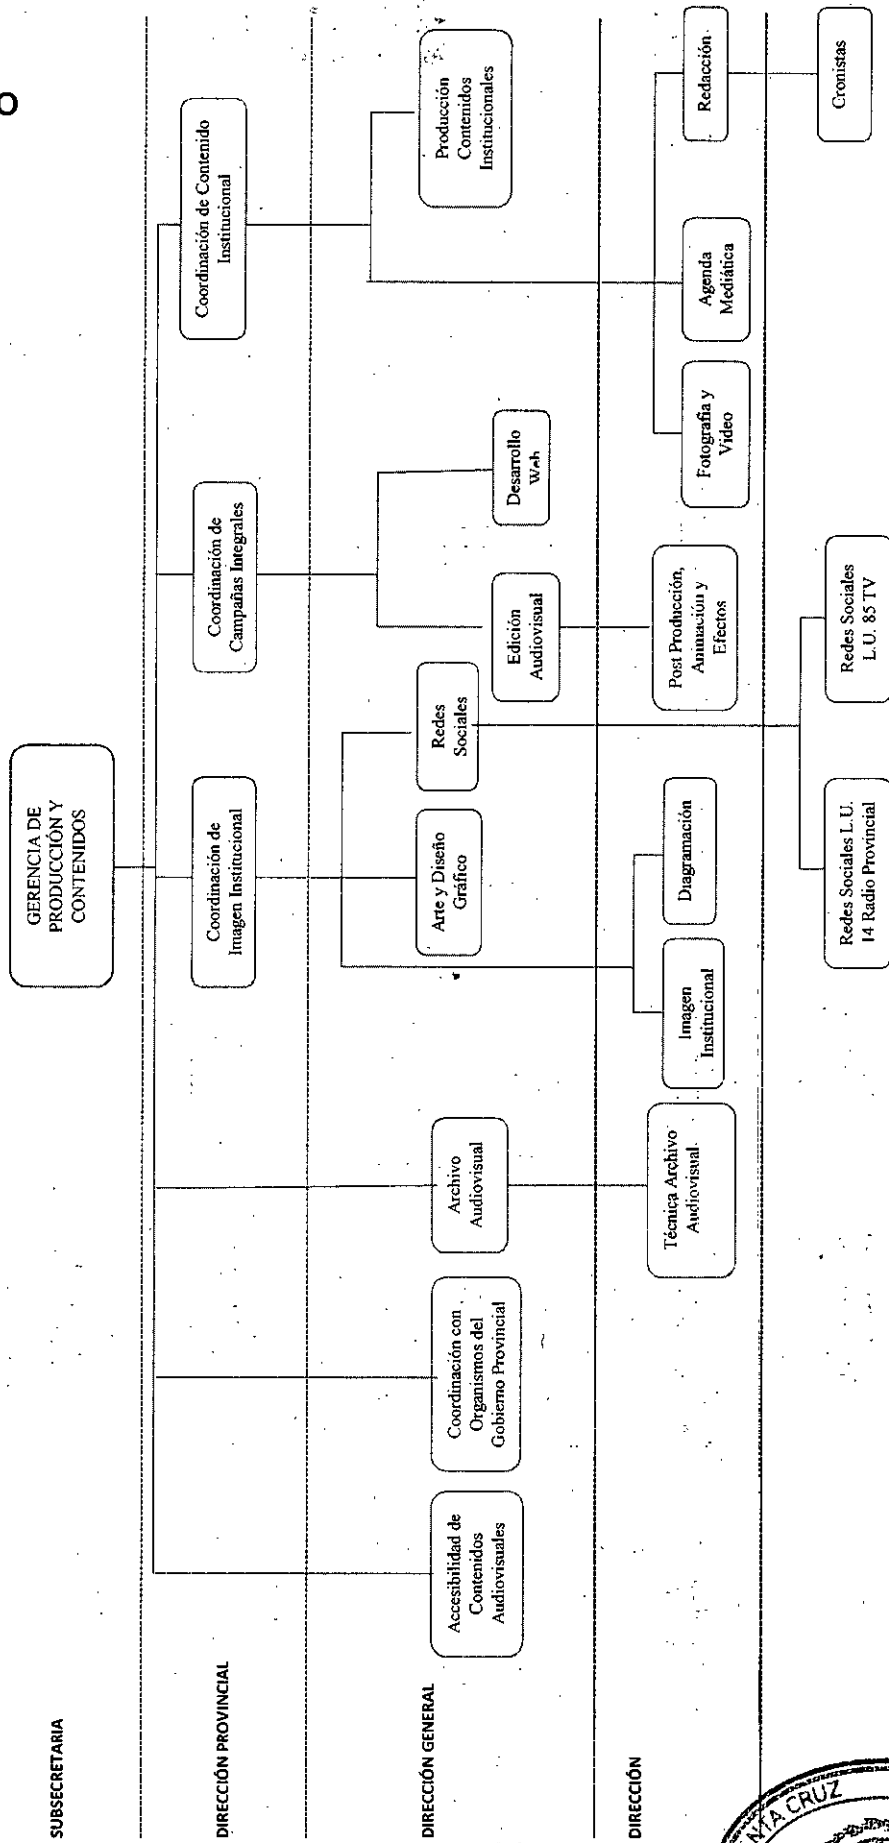 O
SUBSECRETARIA
GERENCIA DE
PRODUCCIÓN Y
CONTENIDOS
DIRECCIÓN PROVINCIAL
Coordinación de
Imagen Institucional
Coordinación de
Campañas Integrales
Coordinación de Contenido
Institucional
DIRECCIÓN GENERAL
Accesibilidad de
Contenidos
Audiovisuales
Coordinación con
Organismos del
Gobierno Provincial
Archivo
Audiovisual
Arte y Diseño
Gráfico
Redes
Sociales
Edición
Audiovisual
Desarrollo
Web
Producción
Contenidos
Institucionales
DIRECCIÓN
Técnica Archivo
Audiovisual
Imagen
Institucional
Diagramación
Post Producción,
Animación y
Efectos
Fotografía y
Video
Agenda
Mediática
Redacción
Redes Sociales L.U.
14 Radio Provincial
Redes Sociales
L.U. 85 TV
Cronistas
CRUZ